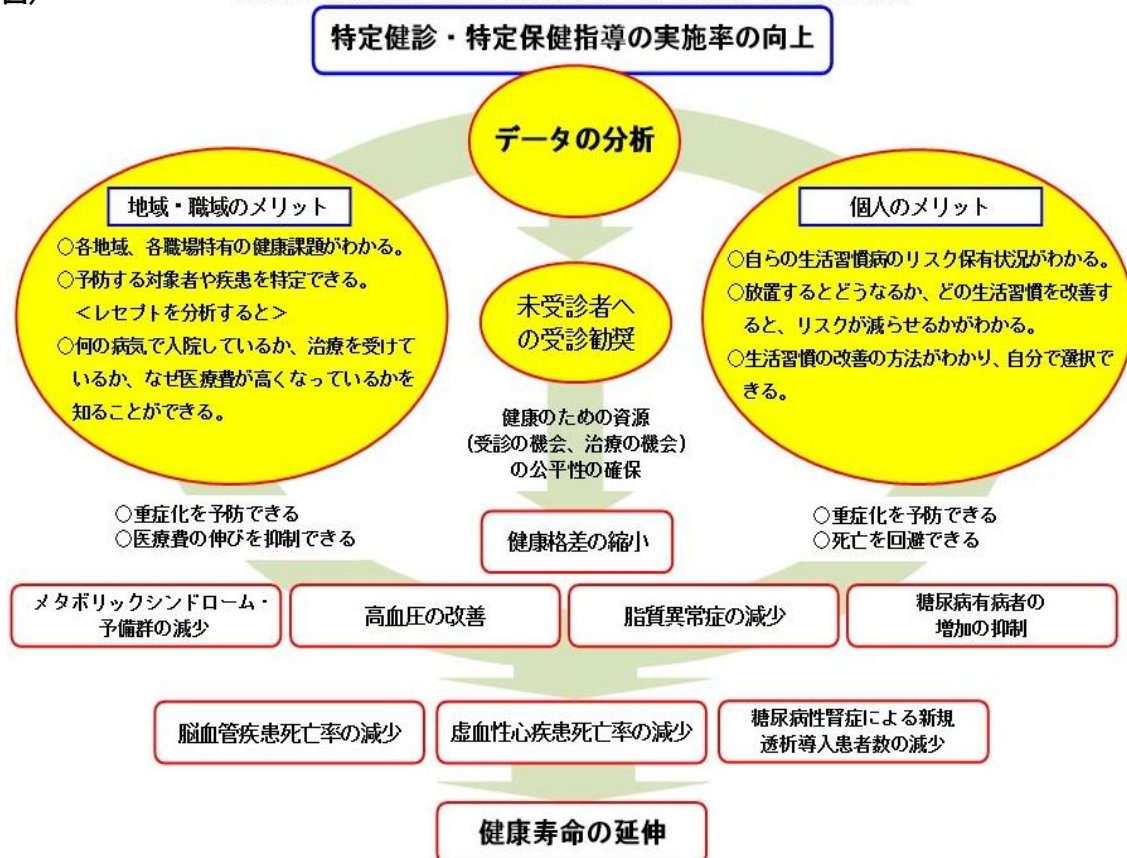 特定健診・特定保健指導の実施率の向上
データの分析
地域・職域のメリット
○各地域、各職場特有の健康課題がわかる。
○予防する対象者や疾患を特定できる。
＜レセプトを分析すると＞
○何の病気で入院しているか、治療を受けて
いるか、なぜ医療費が高くなっているかを
知ることができる。
未受診者へ
の受診勧奨
個人のメリット
○自らの生活習慣病のリスク保有状況がわかる。
○放置するとどうなるか、どの生活習慣を改善す
ると、リスクが減らせるかがわかる。
○生活習慣の改善の方法がわかり、自分で選択で
きる。
健康のための資源
(受診の機会、治療の機会)
の公平性の確保
○重症化を予防できる
○医療費の伸びを抑制できる
健康格差の縮小
○重症化を予防できる
○死亡を回避できる
メタボリックシンドローム・
予備群の減少
高血圧の改善
脂質異常症の減少
糖尿病有病者の
増加の抑制
脳血管疾患死亡率の減少
虚血性心疾患死亡率の減少
糖尿病性腎症による新規
透析導入患者数の減少
健康寿命の延伸